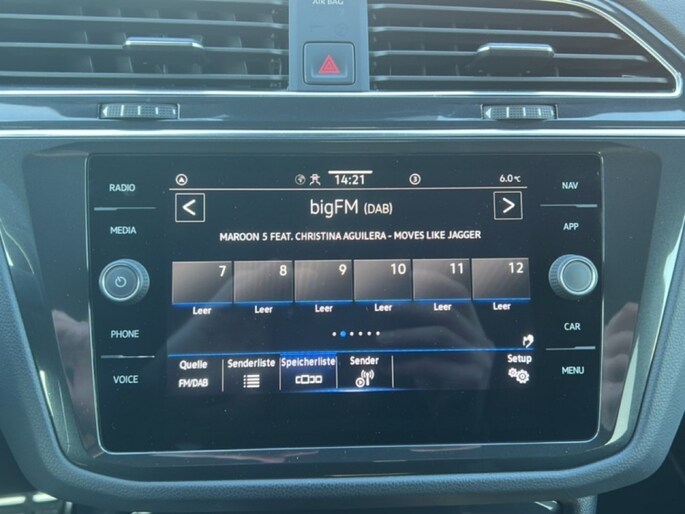 AIR BAG
RADIO
MEDIA
PHONE
VOICE
14:21
3
6.0°C
< bigFM (DAB) >
MAROON 5 FEAT. CHRISTINA AGUILERA - MOVES LIKE JAGGER
7 8 9 10 11 12
Leer Leer Leer Leer Leer Leer
Quelle Senderliste Speicherliste Sender Setup
FM/DAB
NAV
APP
CAR
MENU